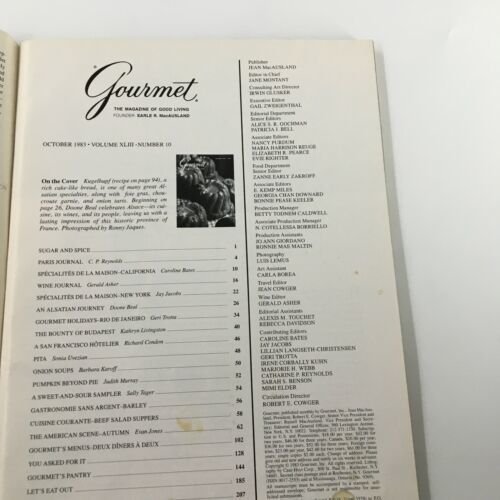 Gourmet
THE MAGAZINE OF GOOD LIVING
FOUNDER EARLE R. MacAUSLAND
OCTOBER 1983 • VOLUME XLIII • NUMBER 10
On the Cover Kugelhupf (recipe on page 94), a
rich cake-like bread, is one of many great Al-
satian specialties, along with foie gras, chou-
croute garnie, and onion tarts. Beginning
on page 26, Doone Beal celebrates Alsace—its cui-
sine, its wines, and its people, leaving us with a
lasting impression of this historic province of
France. Photographed by Ronny Jaques.
SUGAR AND SPICE 1
PARIS JOURNAL C. P. Reynolds 4
SPÉCIALITÉS DE LA MAISON–CALIFORNIA Caroline Bates 10
WINE JOURNAL Gerald Asher 16
SPÉCIALITÉS DE LA MAISON–NEW YORK Jay Jacobs 22
AN ALSATIAN JOURNEY Doone Beal 26
GOURMET HOLIDAYS–RIO DE JANEIRO Geri Trotta 34
THE BOUNTY OF BUDAPEST Kathryn Livingston 40
A SAN FRANCISCO HÔTELIER Richard Condon 44
PITA Sonia Uvezian 48
ONION SOUPS Barbara Karoff 50
PUMPKIN BEYOND PIE Judith Murray 52
A SWEET-AND-SOUR SAMPLER Sally Tager 54
GASTRONOMIE SANS ARGENT–BARLEY 56
CUISINE COURANTE–BEEF SALAD SUPPERS 58
THE AMERICAN SCENE–AUTUMN Evan Jones 62
GOURMET'S MENUS–DEUX DÎNERS À DEUX 102
YOU ASKED FOR IT 128
GOURMET'S PANTRY 144
LET'S EAT OUT 185
207
Publisher
JEAN MacAUSLAND
Editor in Chief
JANE MONTANT
Consulting Art Director
IRWIN GLUSKER
Executive Editor
GAIL ZWEIGENTHAL
Editorial Department
Senior Editors
ALICE S. R. GOCHMAN
PATRICIA J. BELL
Associate Editors
NANCY PURDUM
MARIA HARRISON REUGE
ELIZABETH R. PEARCE
EVIE RIGHTER
Food Department
Senior Editor
ZANNE EARLY ZAKROFF
Associate Editors
E. KEMP MILES
GEORGIA CHAN DOWNARD
BONNIE PEASE KEELER
Production Manager
BETTY TODNEM CALDWELL
Associate Production Manager
N. COTELLESSA BORRIELLO
Production Assistants
JO ANN GIORDANO
RONNIE MAE MALTIN
Photography
LUIS LEMUS
Art Assistant
CARLA BOREA
Travel Editor
JEAN COWGER
Wine Editor
GERALD ASHER
Editorial Assistants
ALEXIS M. TOUCHET
REBECCA DAVIDSON
Contributing Editors
CAROLINE BATES
JAY JACOBS
LILLIAN LANGSETH-CHRISTENSEN
GERI TROTTA
IRENE CORBALLY KUHN
MARJORIE H. WEBB
CATHARINE P. REYNOLDS
SARAH S. BENSON
MIMI ELDER
Circulation Director
ROBERT E. COWGER